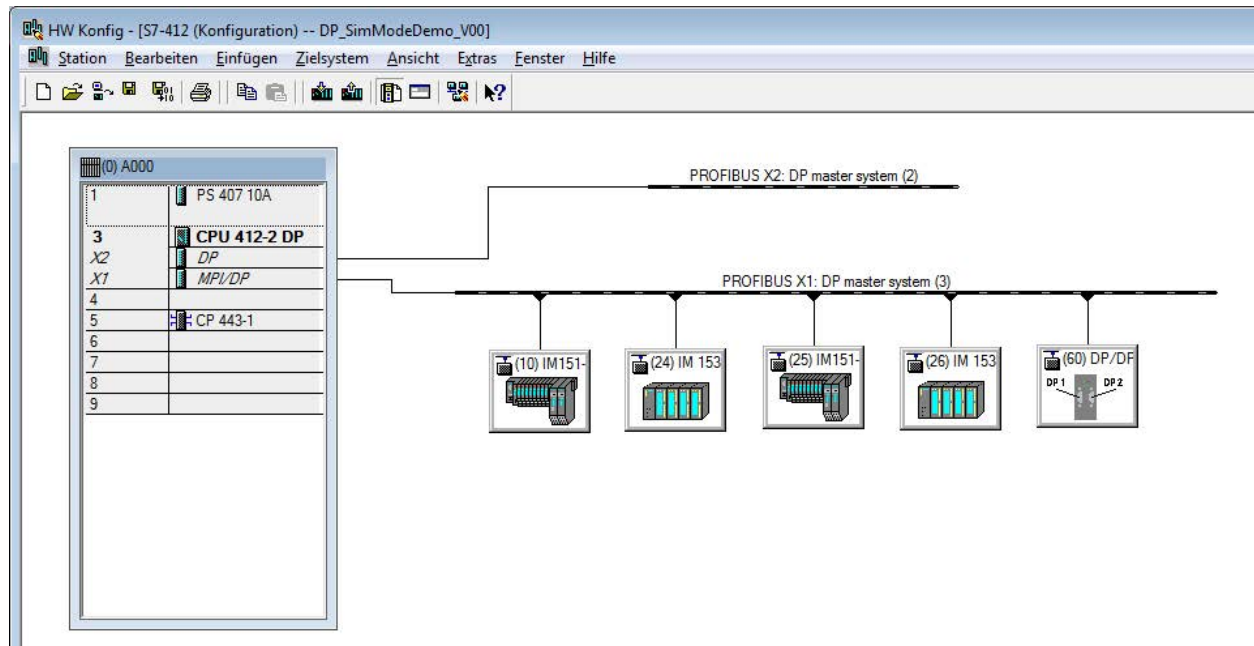 HW Konfig - [S7-412 (Konfiguration) -- DP_SimModeDemo_V00]
Station Bearbeiten Einfügen Zielsystem Ansicht Extras Fenster Hilfe
(0) A000
1 PS 407 10A
3 CPU 412-2 DP
X2 DP
X1 MPI/DP
4
5 CP 443-1
6
7
8
9
PROFIBUS X2: DP master system (2)
PROFIBUS X1: DP master system (3)
(10) IM151- (24) IM 153 (25) IM151- (26) IM 153 (60) DP/DP
DP 1 DP 2